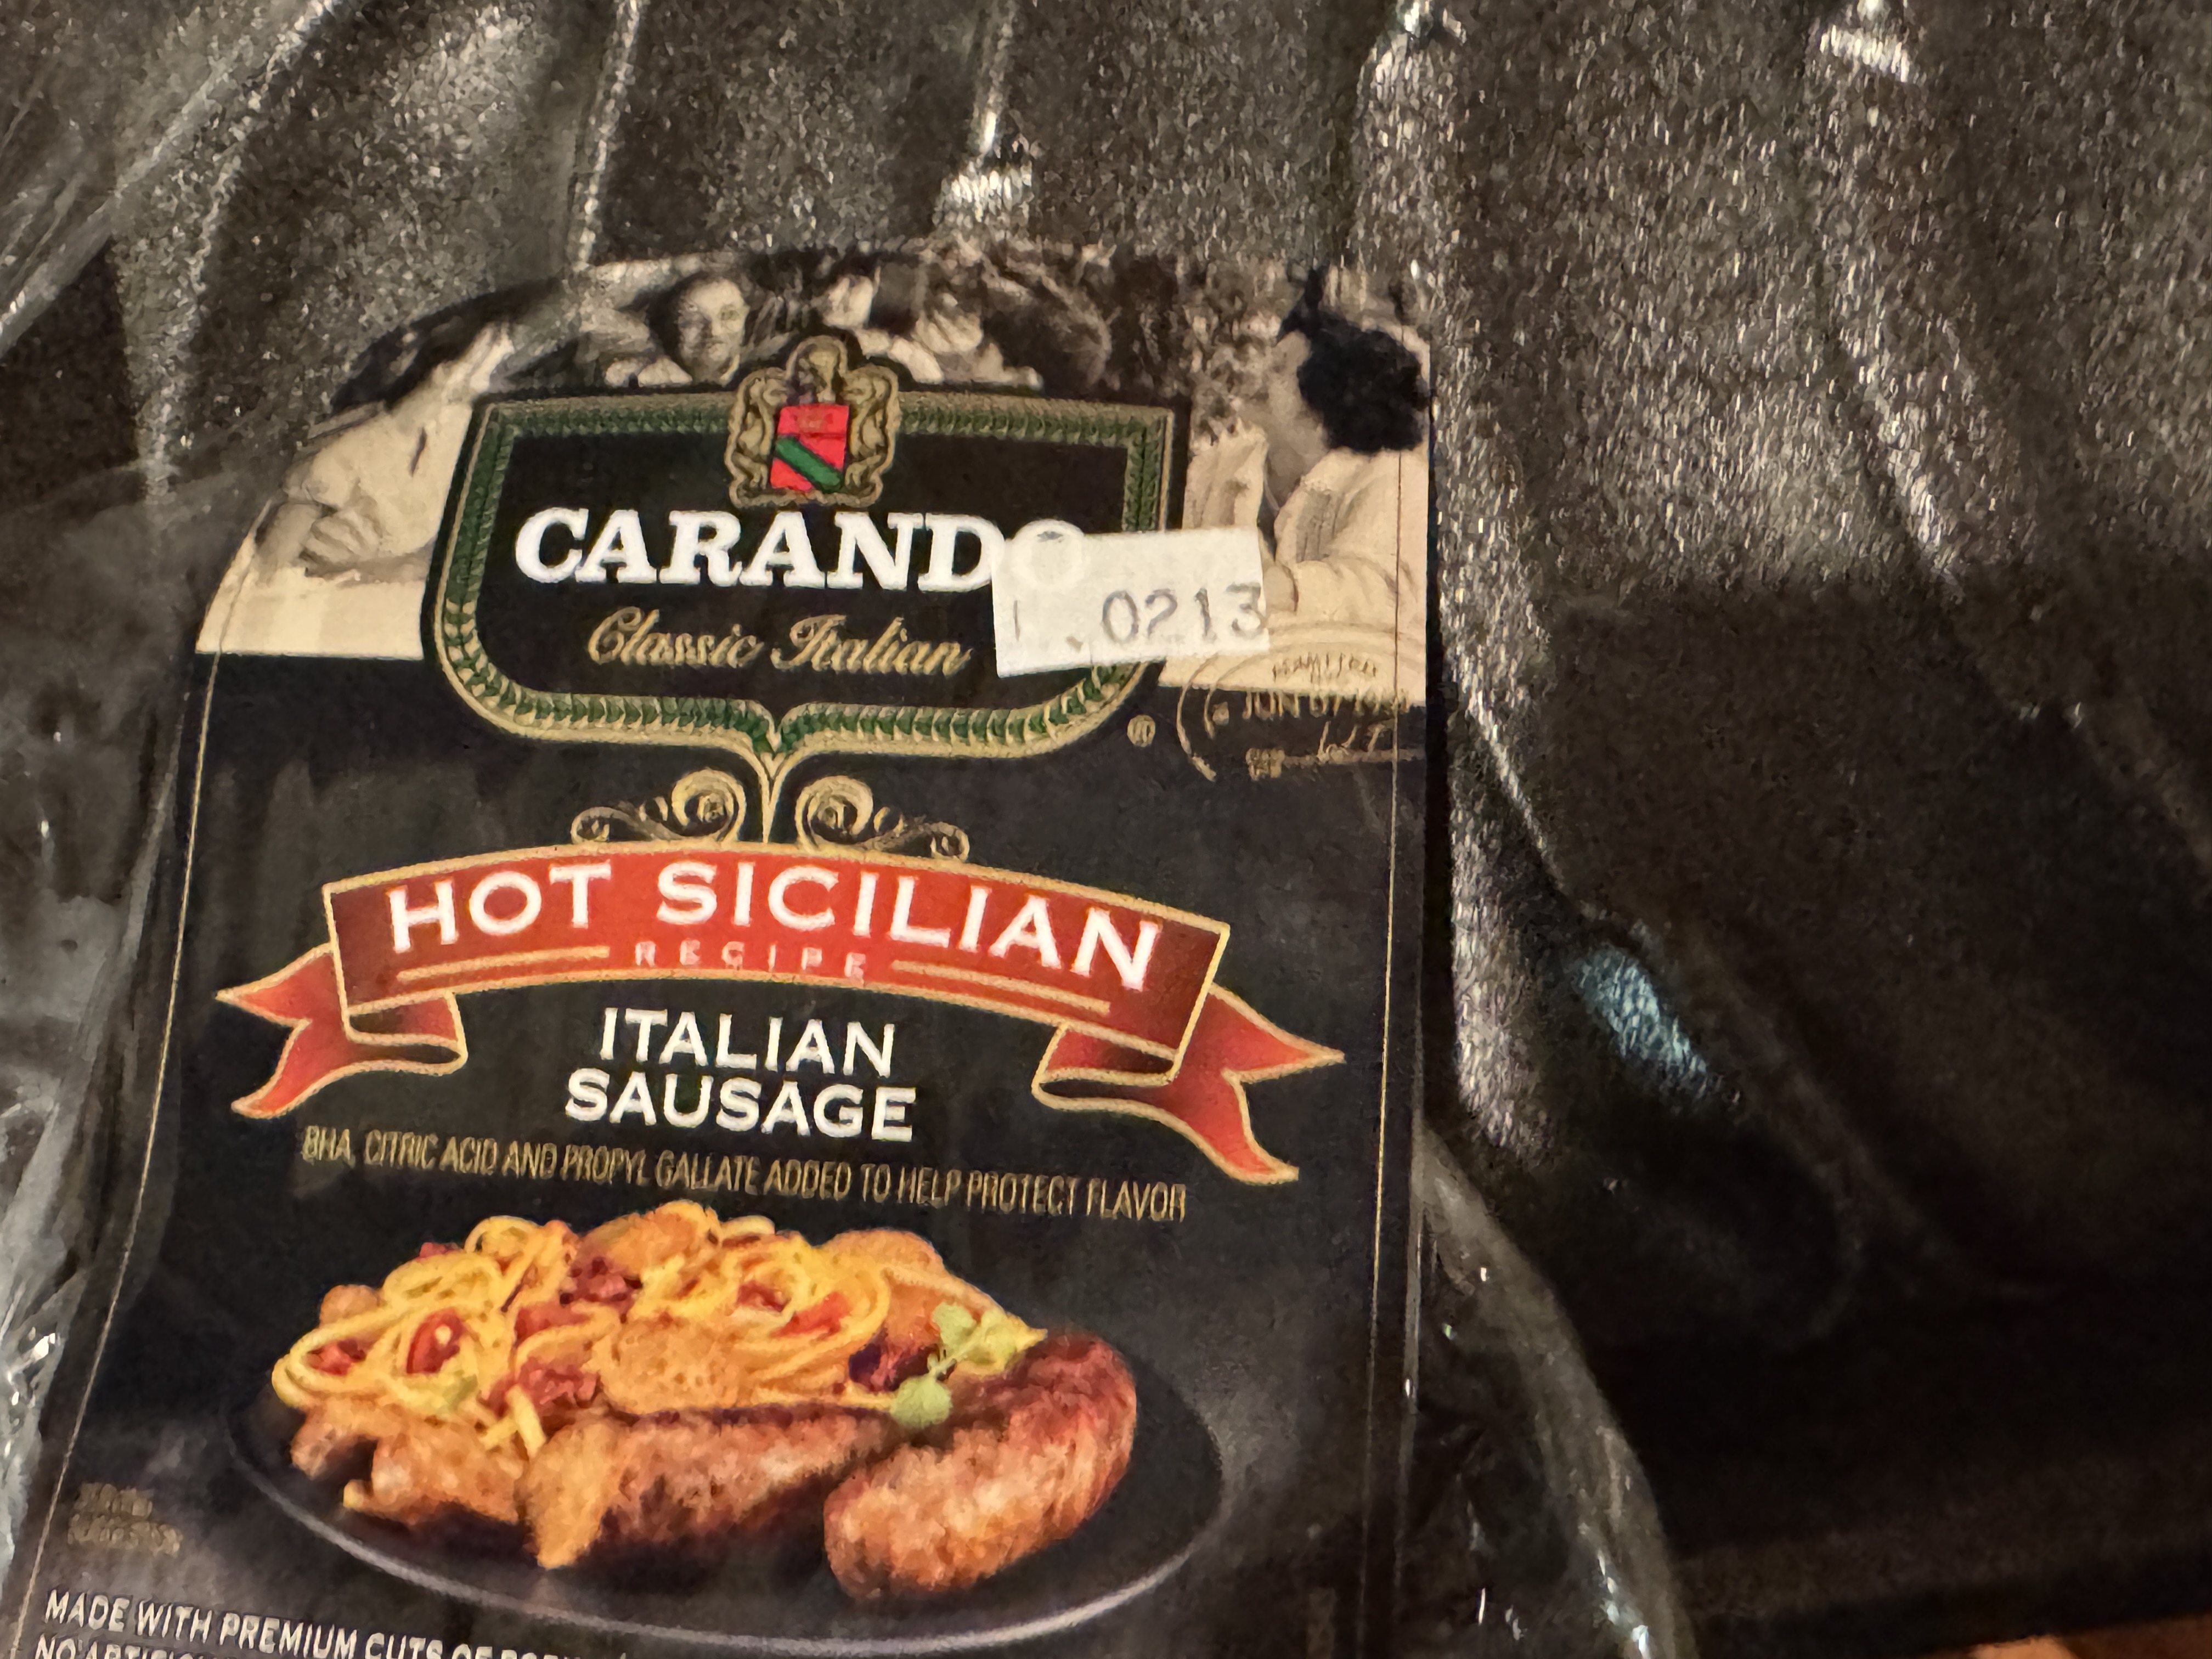 CARANDO
Classic Italian
0213
®
HOT SICILIAN
RECIPE
ITALIAN
SAUSAGE
BHA, CITRIC ACID AND PROPYL GALLATE ADDED TO HELP PROTECT FLAVOR
MADE WITH PREMIUM CUTS OF
NO